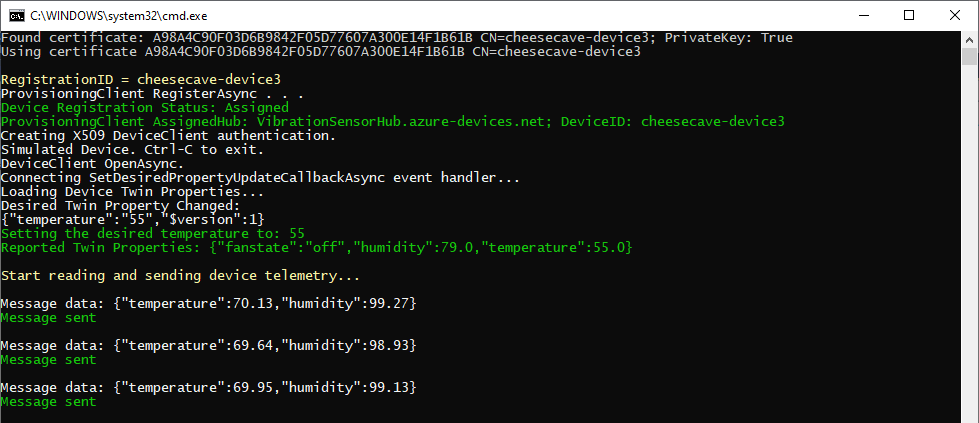 C:\WINDOWS\system32\cmd.exe
Found certificate: A98A4C90F03D6B9842F05D77607A300E14F1B61B CN=cheesecave-device3; PrivateKey: True
Using certificate A98A4C90F03D6B9842F05D77607A300E14F1B61B CN=cheesecave-device3
RegistrationID = cheesecave-device3
ProvisioningClient RegisterAsync . . .
Device Registration Status: Assigned
ProvisioningClient AssignedHub: VibrationSensorHub.azure-devices.net; DeviceID: cheesecave-device3
Creating X509 DeviceClient authentication.
Simulated Device. Ctrl-C to exit.
DeviceClient OpenAsync.
Connecting SetDesiredPropertyUpdateCallbackAsync event handler...
Loading Device Twin Properties...
Desired Twin Property Changed:
{"temperature":"55","$version":1}
Setting the desired temperature to: 55
Reported Twin Properties: {"fanstate":"off","humidity":79.0,"temperature":55.0}
Start reading and sending device telemetry...
Message data: {"temperature":70.13,"humidity":99.27}
Message sent
Message data: {"temperature":69.64,"humidity":98.93}
Message sent
Message data: {"temperature":69.95,"humidity":99.13}
Message sent